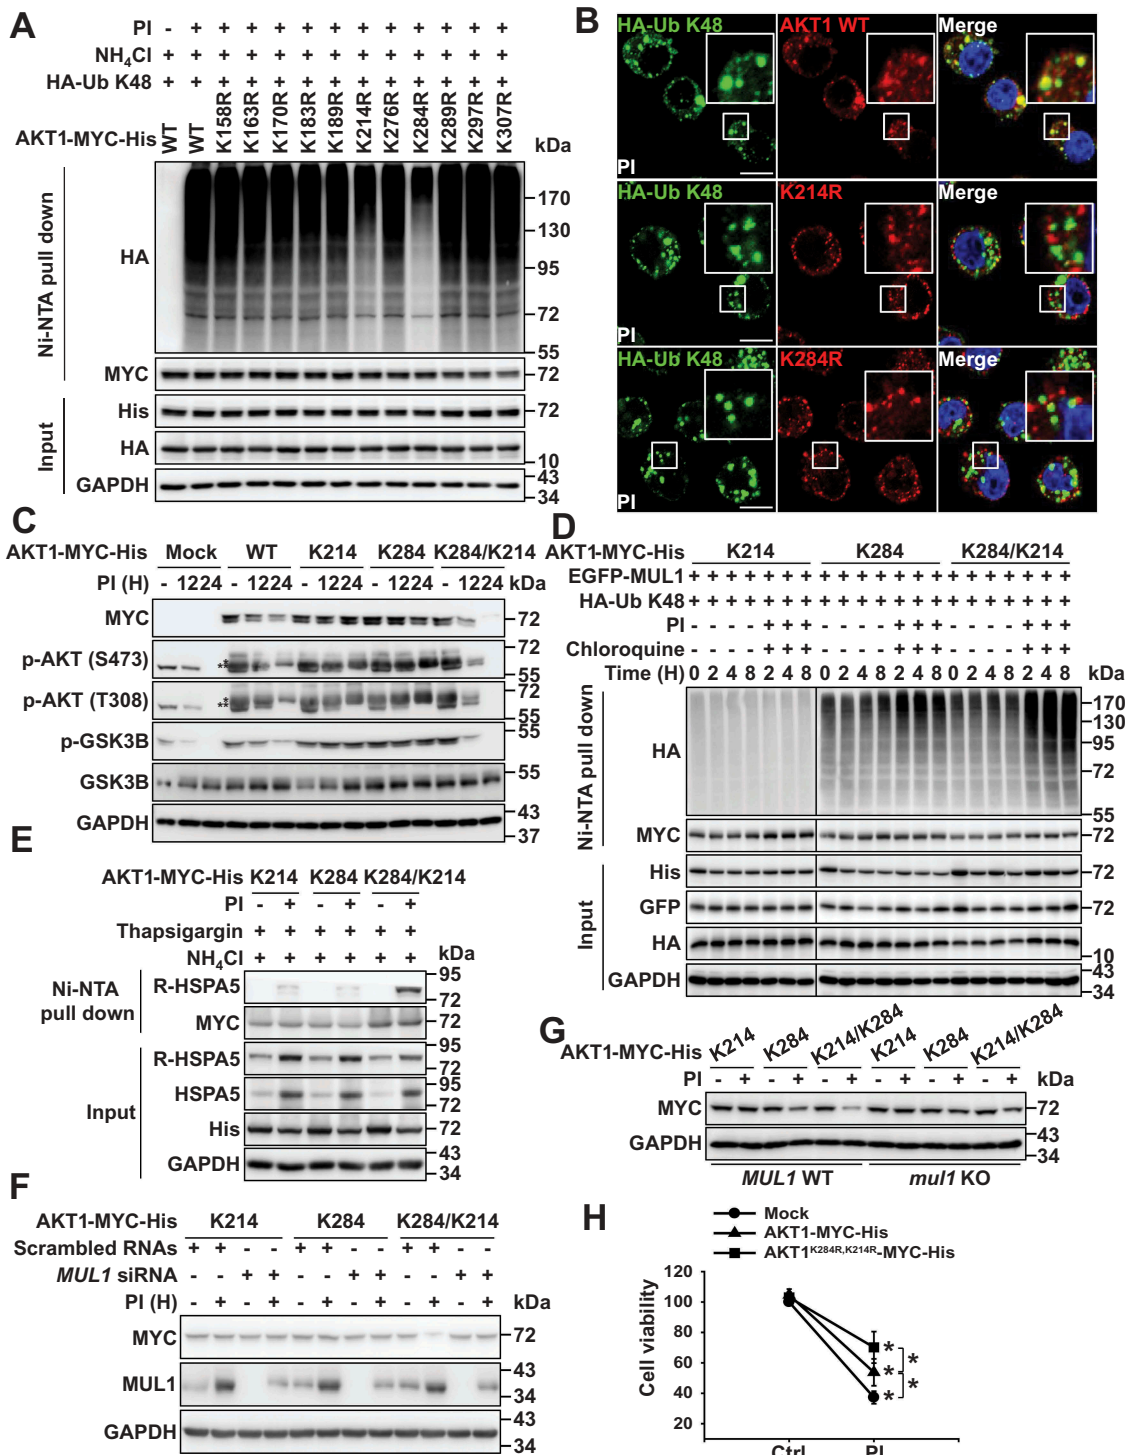 A
PI - + + + + + + + + + + + +
NH4Cl + + + + + + + + + + + + +
HA-Ub K48 + + + + + + + + + + + + +
AKT1-MYC-His WT WT K158R K163R K170R K183R K189R K214R K276R K284R K289R K297R K307R kDa
Ni-NTA pull down
HA
170
130
95
72
55
MYC 72
Input
His 72
HA 10
GAPDH 43
34
B
HA-Ub K48 AKT1 WT Merge
PI
HA-Ub K48 K214R Merge
PI
HA-Ub K48 K284R Merge
PI
C
AKT1-MYC-His Mock WT K214 K284 K284/K214
PI (H) - 1224 - 1224 - 1224 - 1224 - 1224 kDa
MYC 72
p-AKT (S473) * ** 72
55
p-AKT (T308) * ** 72
55
p-GSK3B
GSK3B 55
GAPDH 43
37
D
AKT1-MYC-His K214 K284 K284/K214
EGFP-MUL1 + + + + + + + + + + + + + + + + + + + + +
HA-Ub K48 + + + + + + + + + + + + + + + + + + + + +
PI - - - - + + + - - - - + + + - - - - + + +
Chloroquine - - - - + + + - - - - + + + - - - - + + +
Time (H) 0 2 4 8 2 4 8 0 2 4 8 2 4 8 0 2 4 8 2 4 8 kDa
Ni-NTA pull down
HA
170
130
95
72
55
MYC 72
Input
His 72
GFP 72
HA 10
GAPDH 43
34
E
AKT1-MYC-His K214 K284 K284/K214
PI - + - + - +
Thapsigargin + + + + + +
NH4Cl + + + + + + kDa
Ni-NTA pull down
R-HSPA5 95
72
MYC 72
Input
R-HSPA5 95
72
HSPA5 95
72
His 72
GAPDH 43
34
F
AKT1-MYC-His K214 K284 K284/K214
Scrambled RNAs + + - - + + - - + + - -
MUL1 siRNA - - + + - - + + - - + +
PI (H) - + - + - + - + - + - + kDa
MYC 72
MUL1 43
34
GAPDH 43
34
G
AKT1-MYC-His K214 K284 K214/K284 K214 K284 K214/K284
PI - + - + - + - + - + - + kDa
MYC 72
GAPDH 43
34
MUL1 WT mul1 KO
H
Mock
AKT1-MYC-His
AKT1K284R,K214R-MYC-His
Cell viability
120
100
80
60
40
20
* * * * *
Ctrl PI